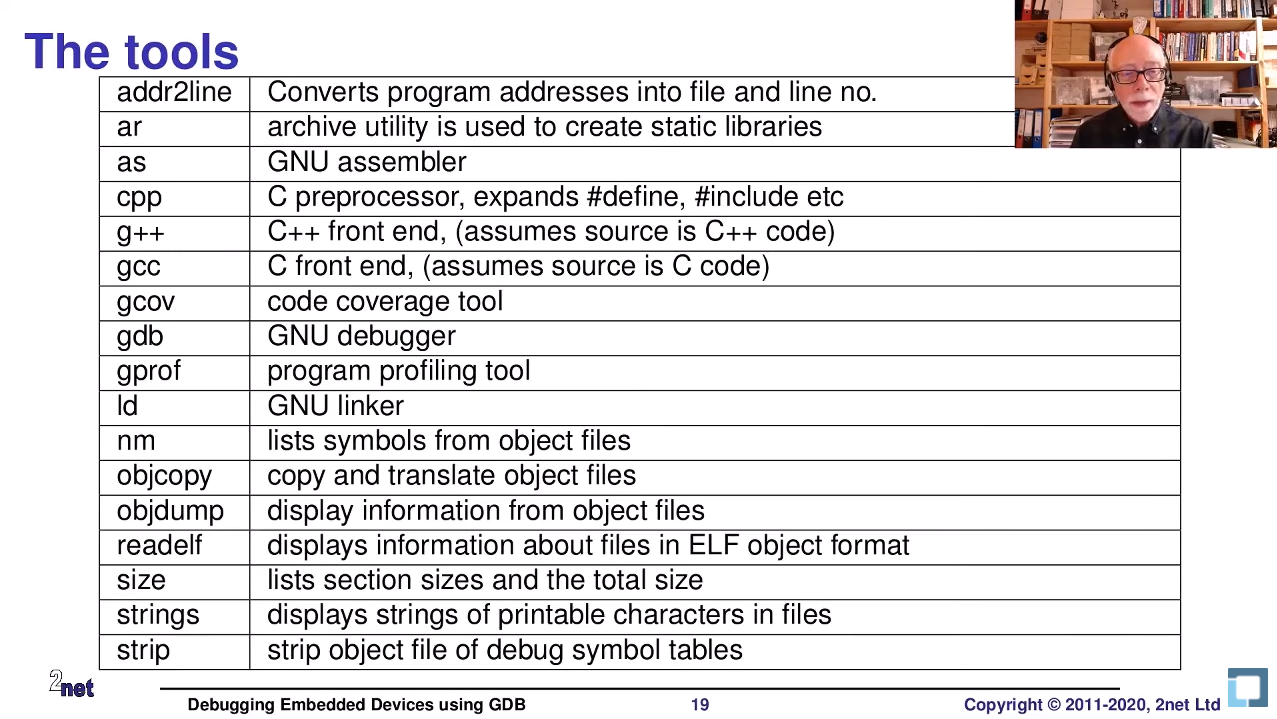 The tools
addr2line Converts program addresses into file and line no.
ar archive utility is used to create static libraries
as GNU assembler
cpp C preprocessor, expands #define, #include etc
g++ C++ front end, (assumes source is C++ code)
gcc C front end, (assumes source is C code)
gcov code coverage tool
gdb GNU debugger
gprof program profiling tool
ld GNU linker
nm lists symbols from object files
objcopy copy and translate object files
objdump display information from object files
readelf displays information about files in ELF object format
size lists section sizes and the total size
strings displays strings of printable characters in files
strip strip object file of debug symbol tables
2net
Debugging Embedded Devices using GDB 19 Copyright © 2011-2020, 2net Ltd